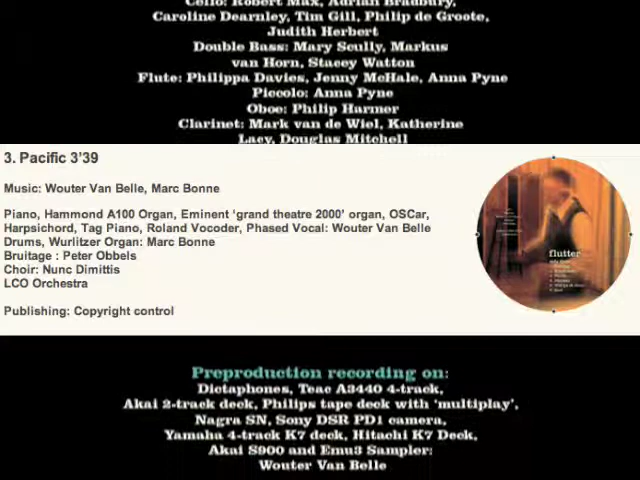 Cello: Robert Max, Adrian Bradbury,
Caroline Dearnley, Tim Gill, Philip de Groote,
Judith Herbert
Double Bass: Mary Scully, Markus
van Horn, Stacey Watton
Flute: Philippa Davies, Jenny McHale, Anna Pyne
Piccolo: Anna Pyne
Oboe: Philip Harmer
Clarinet: Mark van de Wiel, Katherine
Lacy, Douglas Mitchell
3. Pacific 3’39
Music: Wouter Van Belle, Marc Bonne
Piano, Hammond A100 Organ, Eminent ‘grand theatre 2000’ organ, OSCar,
Harpsichord, Tag Piano, Roland Vocoder, Phased Vocal: Wouter Van Belle
Drums, Wurlitzer Organ: Marc Bonne
Bruitage : Peter Obbels
Choir: Nunc Dimittis
LCO Orchestra
Publishing: Copyright control
flutter
Preproduction recording on:
Dictaphones, Teac A3440 4-track,
Akai 2-track deck, Philips tape deck with ‘multiplay’,
Nagra SN, Sony DSR PD1 camera,
Yamaha 4-track K7 deck, Hitachi K7 Deck,
Akai S900 and Emu3 Sampler:
Wouter Van Belle